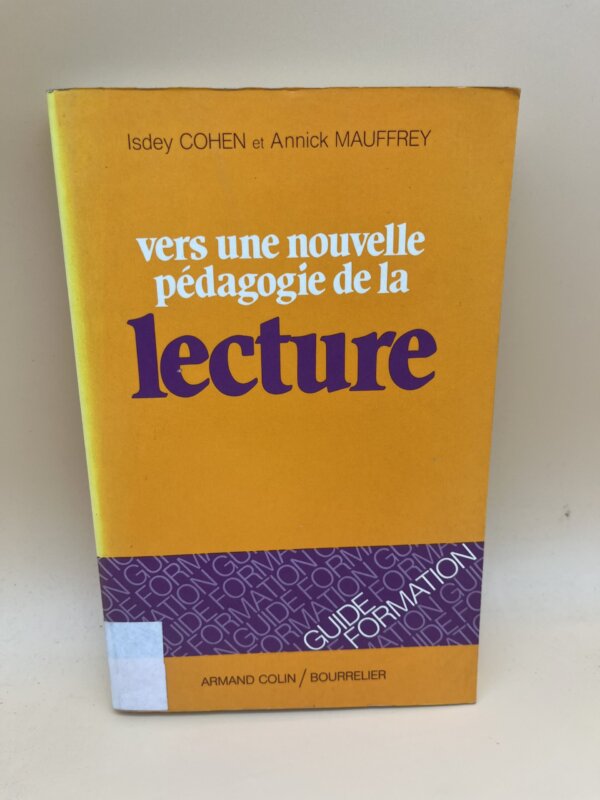 Isdey COHEN et Annick MAUFFREY
vers une nouvelle
pédagogie de la
lecture
GUIDE
FORMATION
ARMAND COLIN / BOURRELIER